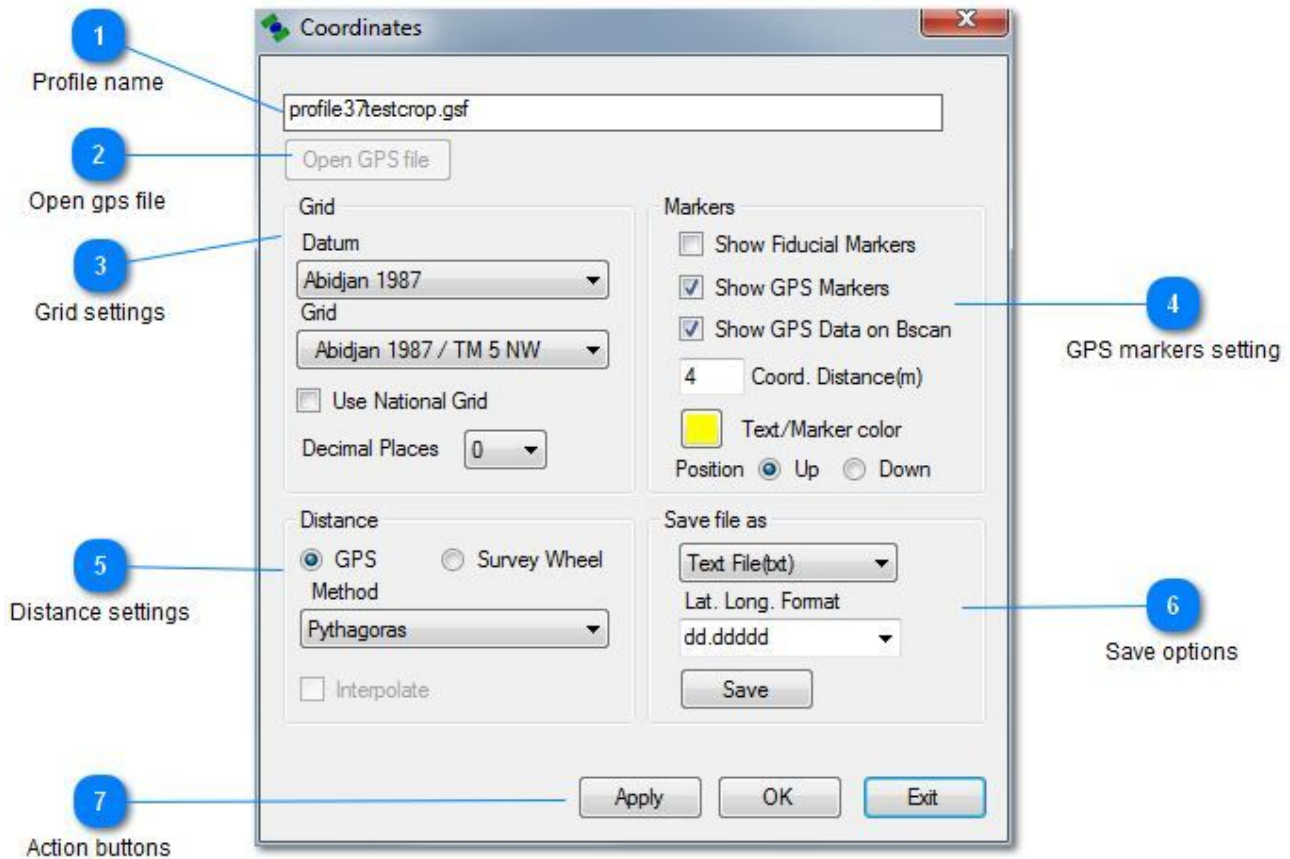 Coordinates
X
1
Profile name
profile37testcrop.gsf
2
Open gps file
Open GPS file
3
Grid settings
Grid
Datum
Abidjan 1987
Grid
Abidjan 1987 / TM 5 NW
Use National Grid
Decimal Places 0
Markers
Show Fiducial Markers
Show GPS Markers
Show GPS Data on Bscan
4 Coord. Distance(m)
Text/Marker color
Position Up Down
4
GPS markers setting
5
Distance settings
Distance
GPS Survey Wheel
Method
Pythagoras
Interpolate
Save file as
Text File(txt)
Lat. Long. Format
dd.ddddd
Save
6
Save options
7
Action buttons
Apply OK Exit